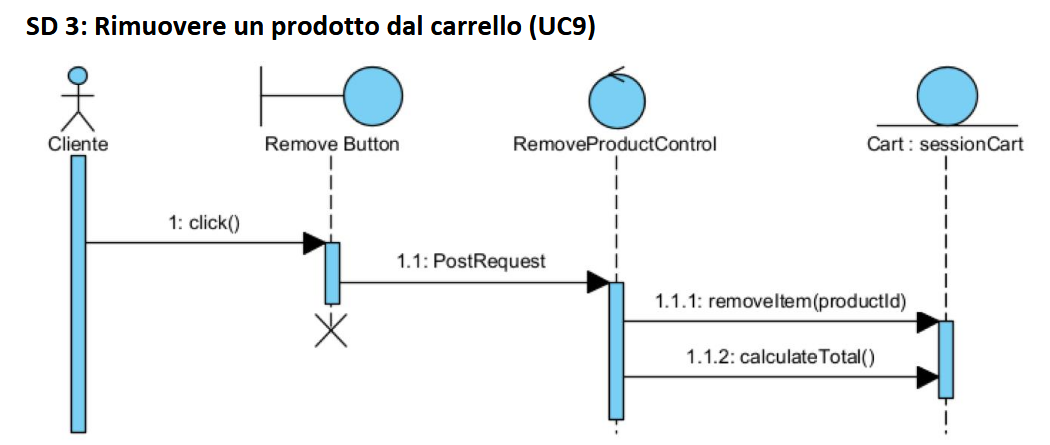 SD 3: Rimuovere un prodotto dal carrello (UC9)
Cliente
Remove Button
RemoveProductControl
Cart : sessionCart
1: click()
1.1: PostRequest
1.1.1: removeItem(productId)
1.1.2: calculateTotal()